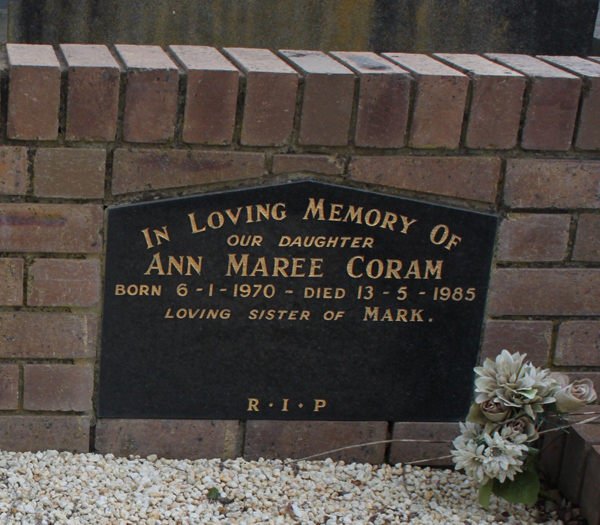 In Loving Memory Of
OUR DAUGHTER
Ann Maree Coram
BORN 6-1-1970 - DIED 13-5-1985
LOVING SISTER OF MARK.
R·I·P